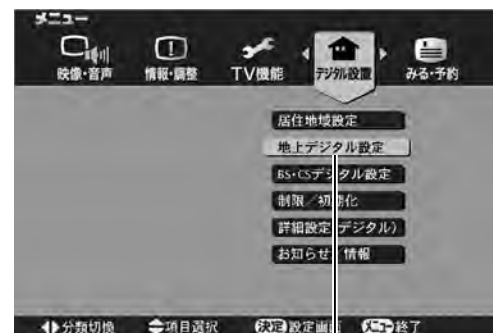 メニュー
映像・音声 情報・調整 TV機能 デジタル設置 みる・予約
居住地域設定
地上デジタル設定
BS・CSデジタル設定
制限／初期化
詳細設定(デジタル)
お知らせ／情報
分類切換 項目選択 決定 設定画面 メニュー 終了